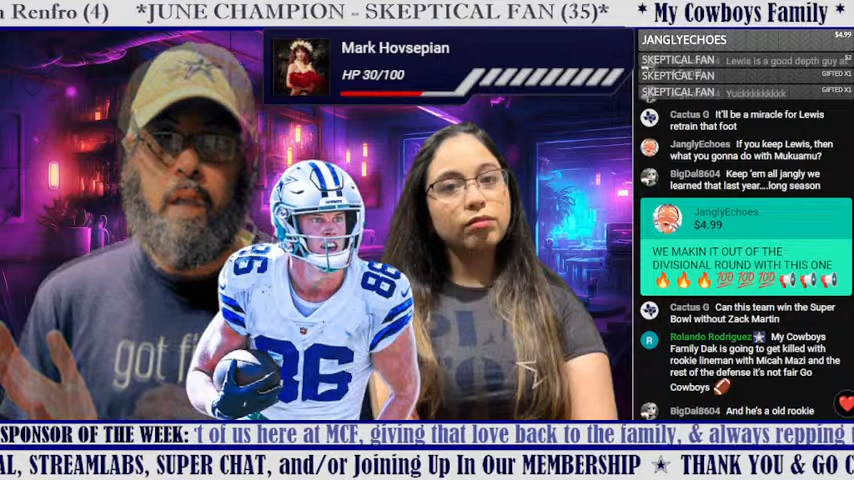 n Renfro (4) *JUNE CHAMPION - SKEPTICAL FAN (35)* * My Cowboys Family *
Mark Hovsepian
HP 30/100
86
86
86
got f
JANGLYECHOES $4.99
SKEPTICAL FAN Lewis is a good depth guy a $2
SKEPTICAL FAN GIFTED X1
SKEPTICAL FAN Yuckkkkkkkkk GIFTED X1
Cactus G It'll be a miracle for Lewis
retrain that foot
JanglyEchoes If you keep Lewis, then
what you gonna do with Mukuamu?
BigDal8604 Keep 'em all jangly we
learned that last year....long season
JanglyEchoes
$4.99
WE MAKIN IT OUT OF THE
DIVISIONAL ROUND WITH THIS ONE
🔥 🔥 🔥 💯 💯 💯 📢 📢 📢
Cactus G Can this team win the Super
Bowl without Zack Martin
R Rolando Rodriguez My
Cowboys Family Dak is going to get killed with
rookie lineman with Micah Mazi and the
rest of the defense it's not fair Go
Cowboys 🏈
BigDal8604 And he's a old rookie
SPONSOR OF THE WEEK: 't of us here at MCF, giving that love back to the family, & always repping
AL, STREAMLABS, SUPER CHAT, and/or Joining Up In Our MEMBERSHIP ★ THANK YOU & GO C